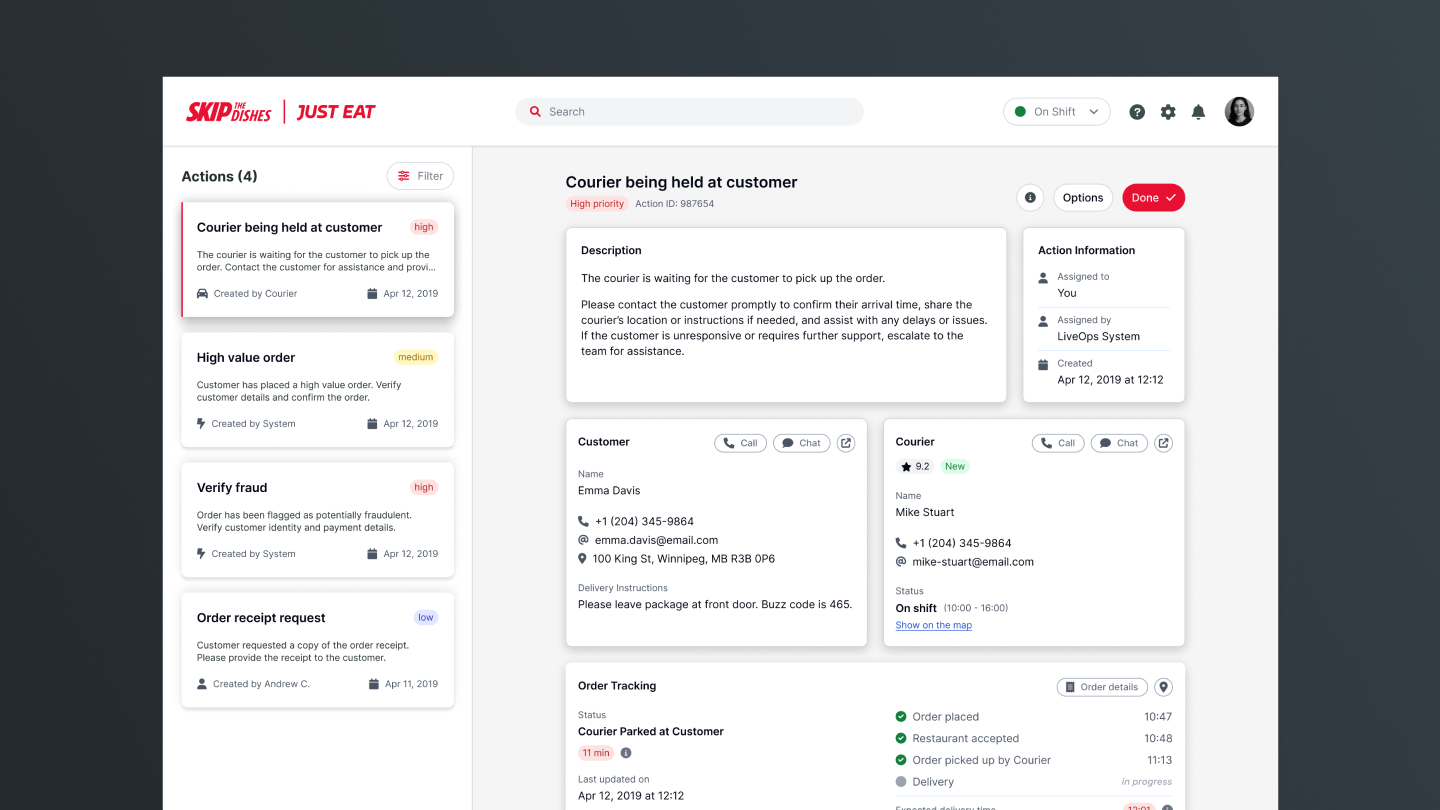 SKIP THE DISHES | JUST EAT
Search
On Shift
Actions (4)
Filter
Courier being held at customer
high
The courier is waiting for the customer to pick up the
order. Contact the customer for assistance and provi...
Created by Courier
Apr 12, 2019
High value order
medium
Customer has placed a high value order. Verify
customer details and confirm the order.
Created by System
Apr 12, 2019
Verify fraud
high
Order has been flagged as potentially fraudulent.
Verify customer identity and payment details.
Created by System
Apr 12, 2019
Order receipt request
low
Customer requested a copy of the order receipt.
Please provide the receipt to the customer.
Created by Andrew C.
Apr 11, 2019
Courier being held at customer
High priority
Action ID: 987654
Options
Done
Description
The courier is waiting for the customer to pick up the order.
Please contact the customer promptly to confirm their arrival time, share the
courier's location or instructions if needed, and assist with any delays or issues.
If the customer is unresponsive or requires further support, escalate to the
team for assistance.
Action Information
Assigned to
You
Assigned by
LiveOps System
Created
Apr 12, 2019 at 12:12
Customer
Call
Chat
Name
Emma Davis
+1 (204) 345-9864
emma.davis@email.com
100 King St, Winnipeg, MB R3B 0P6
Delivery Instructions
Please leave package at front door. Buzz code is 465.
Courier
Call
Chat
9.2
New
Name
Mike Stuart
+1 (204) 345-9864
mike-stuart@email.com
Status
On shift (10:00 - 16:00)
Show on the map
Order Tracking
Order details
Status
Courier Parked at Customer
11 min
Last updated on
Apr 12, 2019 at 12:12
Order placed 10:47
Restaurant accepted 10:48
Order picked up by Courier 11:13
Delivery in progress
Expected delivery time 12:01